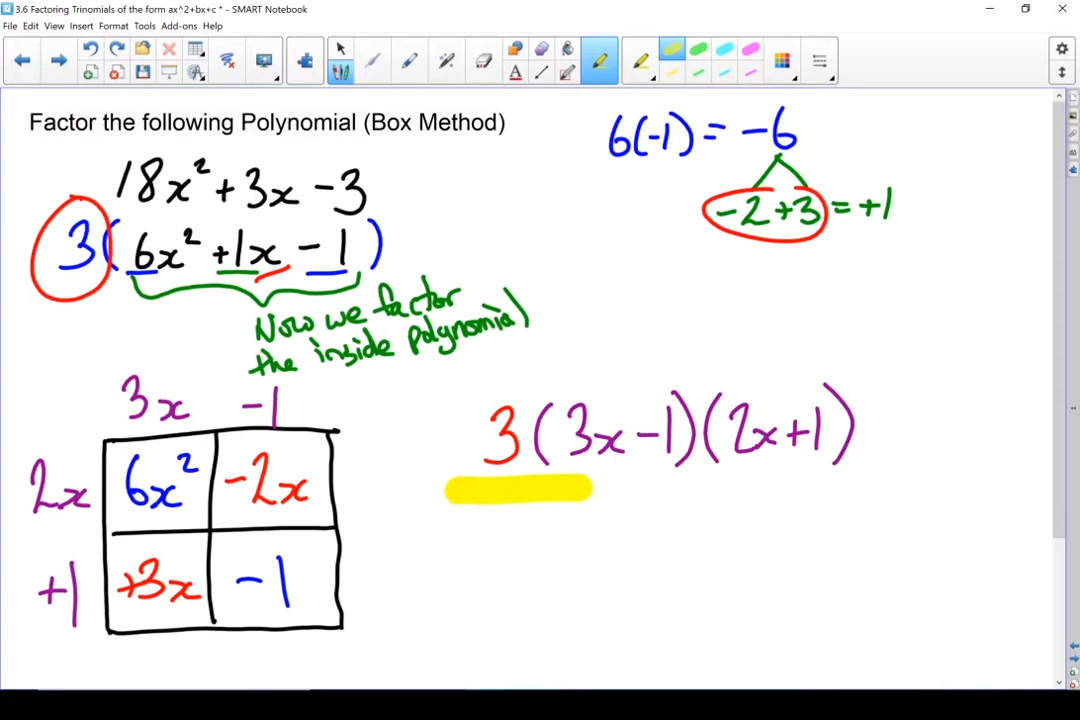 3.6 Factoring Trinomials of the form ax^2+bx+c * - SMART Notebook
File Edit View Insert Format Tools Add-ons Help
Factor the following Polynomial (Box Method)
18x² + 3x - 3
3(6x² + 1x - 1)
Now we factor
the inside polynomial
6(-1) = -6
-2 +3 = +1
3x -1
2x 6x² -2x
+1 +3x -1
3(3x-1)(2x+1)